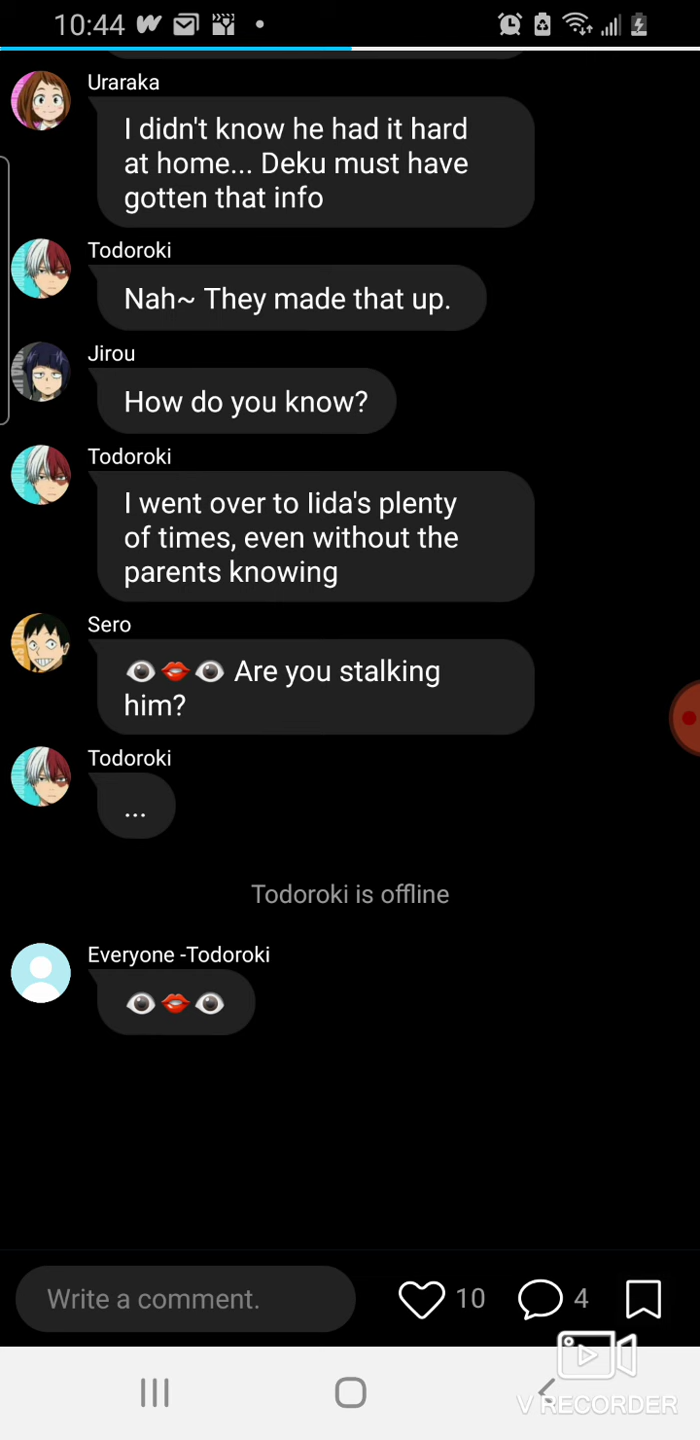 10:44
Uraraka
I didn't know he had it hard
at home... Deku must have
gotten that info
Todoroki
Nah~ They made that up.
Jirou
How do you know?
Todoroki
I went over to Iida's plenty
of times, even without the
parents knowing
Sero
👁️🫦👁️ Are you stalking
him?
Todoroki
...
Todoroki is offline
Everyone -Todoroki
👁️🫦👁️
Write a comment.
10
4
V RECORDER